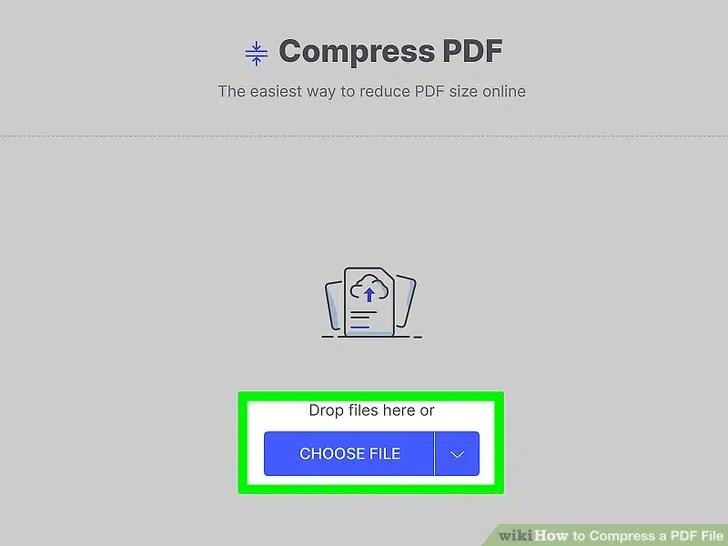 Compress PDF
The easiest way to reduce PDF size online
Drop files here or
CHOOSE FILE
wikiHow to Compress a PDF File